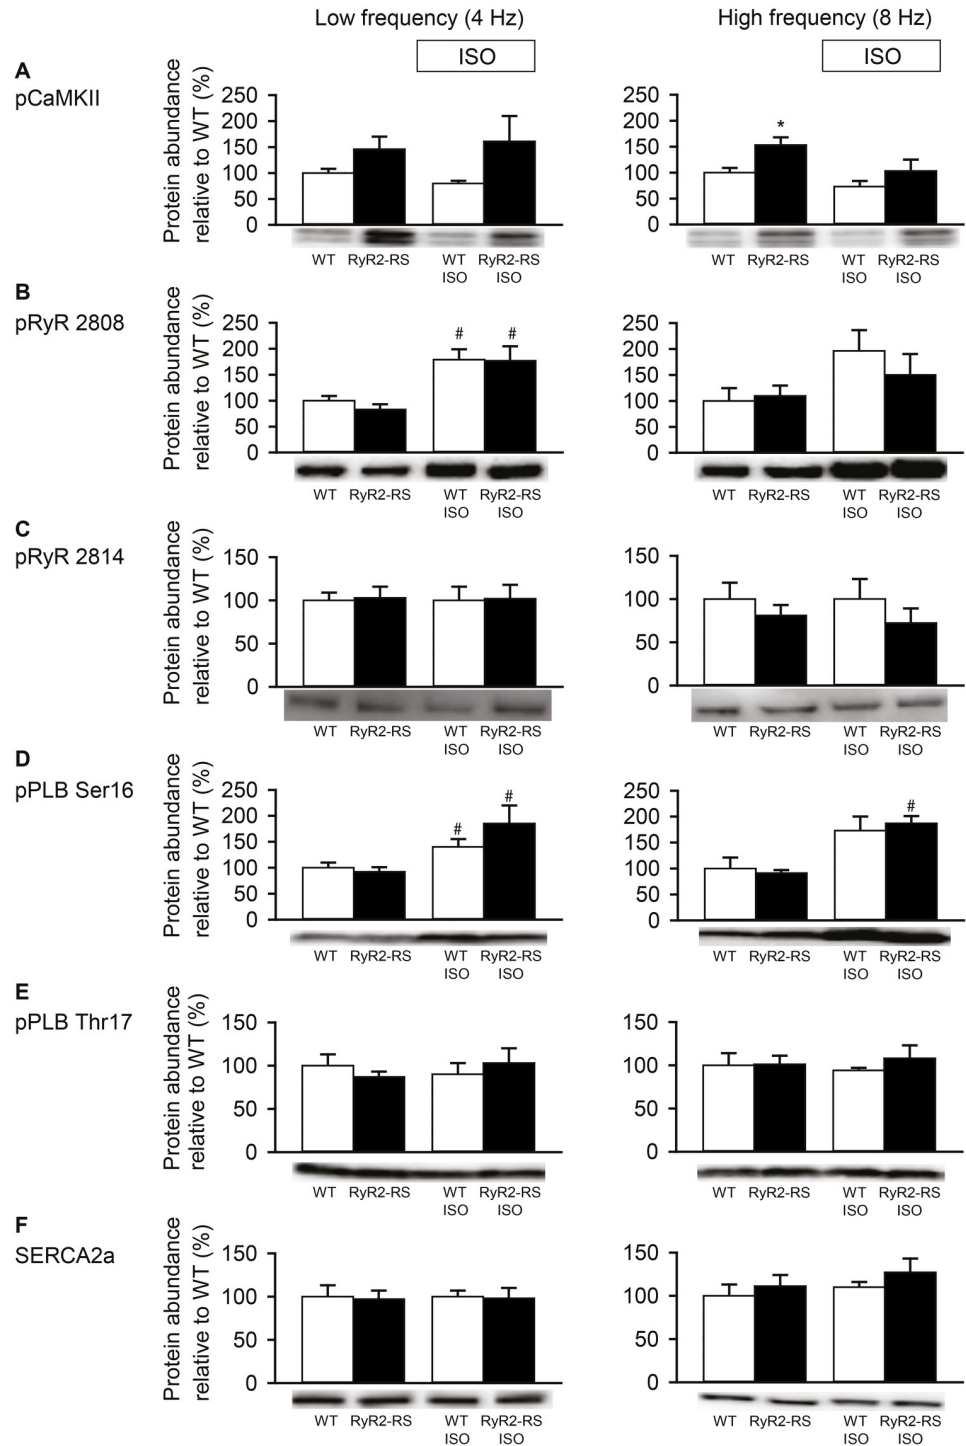 Low frequency (4 Hz)
High frequency (8 Hz)
ISO
ISO
A
pCaMKII
Protein abundance
relative to WT (%)
250
200
150
100
50
0
WT RyR2-RS WT RyR2-RS
ISO ISO
250
200
150
100
50
0
*
WT RyR2-RS WT RyR2-RS
ISO ISO
B
pRyR 2808
Protein abundance
relative to WT (%)
250
200
150
100
50
0
# #
WT RyR2-RS WT RyR2-RS
ISO ISO
250
200
150
100
50
0
WT RyR2-RS WT RyR2-RS
ISO ISO
C
pRyR 2814
Protein abundance
relative to WT (%)
150
100
50
0
WT RyR2-RS WT RyR2-RS
ISO ISO
150
100
50
0
WT RyR2-RS WT RyR2-RS
ISO ISO
D
pPLB Ser16
Protein abundance
relative to WT (%)
250
200
150
100
50
0
# #
WT RyR2-RS WT RyR2-RS
ISO ISO
250
200
150
100
50
0
#
WT RyR2-RS WT RyR2-RS
ISO ISO
E
pPLB Thr17
Protein abundance
relative to WT (%)
150
100
50
0
WT RyR2-RS WT RyR2-RS
ISO ISO
150
100
50
0
WT RyR2-RS WT RyR2-RS
ISO ISO
F
SERCA2a
Protein abundance
relative to WT (%)
150
100
50
0
WT RyR2-RS WT RyR2-RS
ISO ISO
150
100
50
0
WT RyR2-RS WT RyR2-RS
ISO ISO